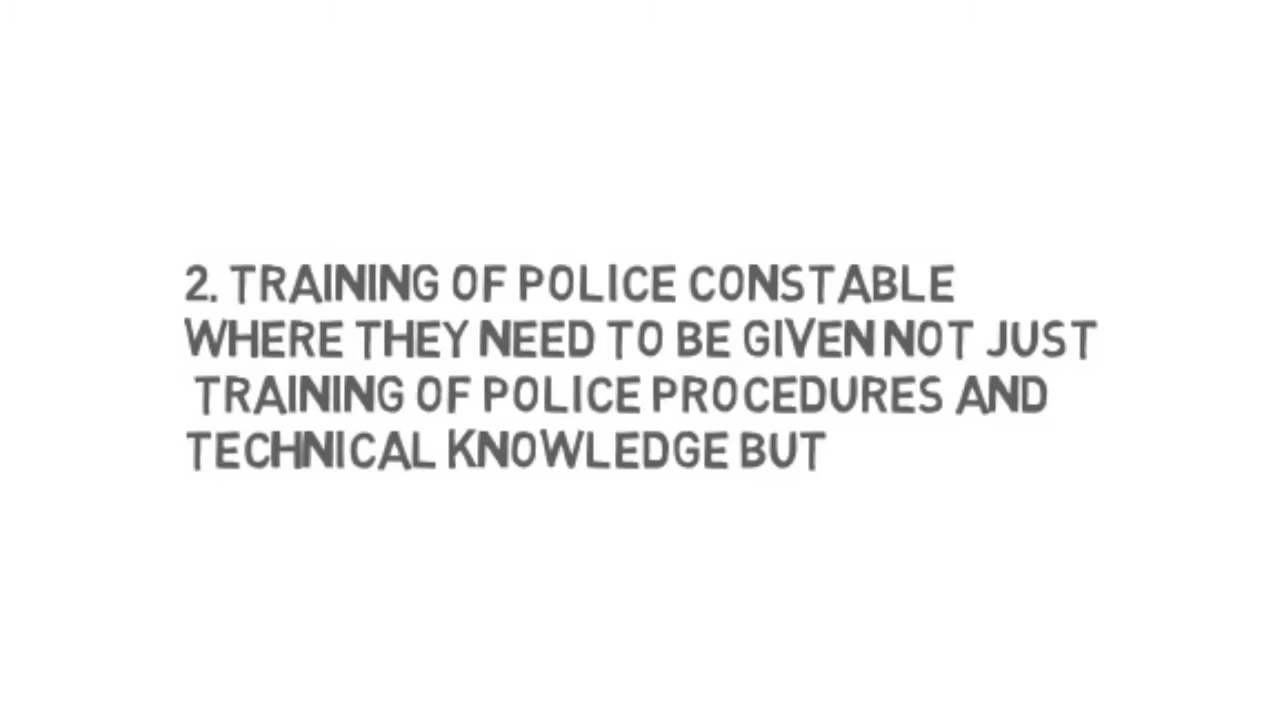 2. TRAINING OF POLICE CONSTABLE
WHERE THEY NEED TO BE GIVEN NOT JUST
TRAINING OF POLICE PROCEDURES AND
TECHNICAL KNOWLEDGE BUT